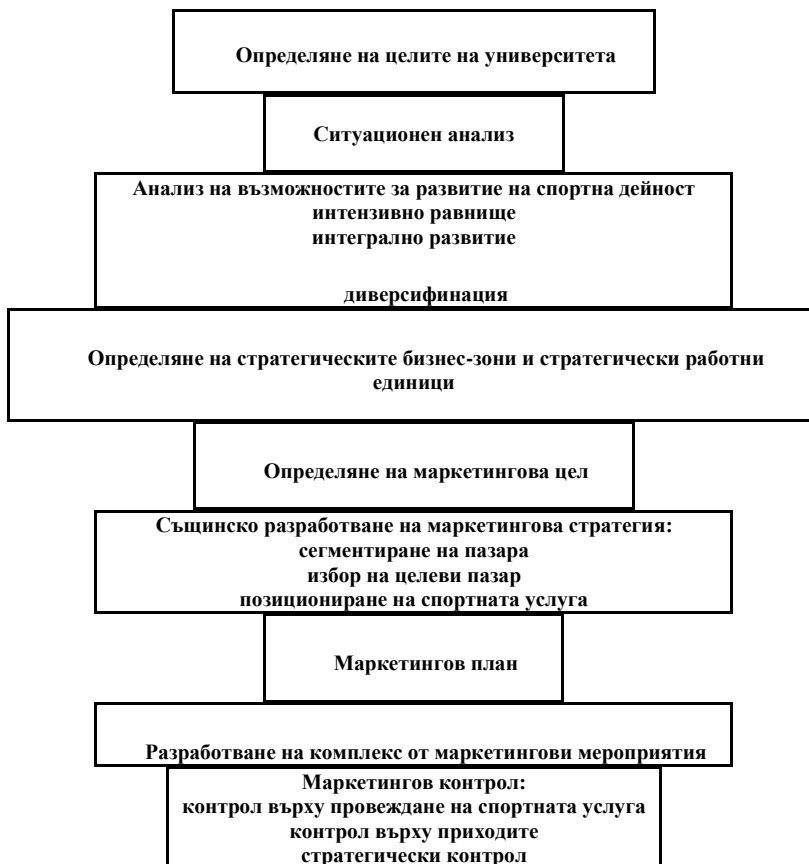 Определяне на целите на университета
Ситуационен анализ
Анализ на възможностите за развитие на спортна дейност
интензивно равнище
интегрално развитие
диверсифинация
Определяне на стратегическите бизнес-зони и стратегически работни
единици
Определяне на маркетингова цел
Същинско разработване на маркетингова стратегия:
сегментиране на пазара
избор на целеви пазар
позициониране на спортната услуга
Маркетингов план
Разработване на комплекс от маркетингови мероприятия
Маркетингов контрол:
контрол върху провеждане на спортната услуга
контрол върху приходите
стратегически контрол